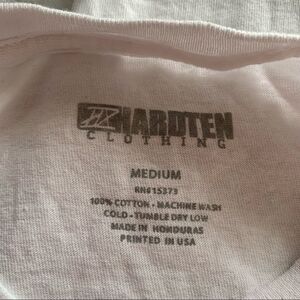 HARDTEN
CLOTHING
MEDIUM
RN#15373
100% COTTON - MACHINE WASH
COLD - TUMBLE DRY LOW
MADE IN HONDURAS
PRINTED IN USA